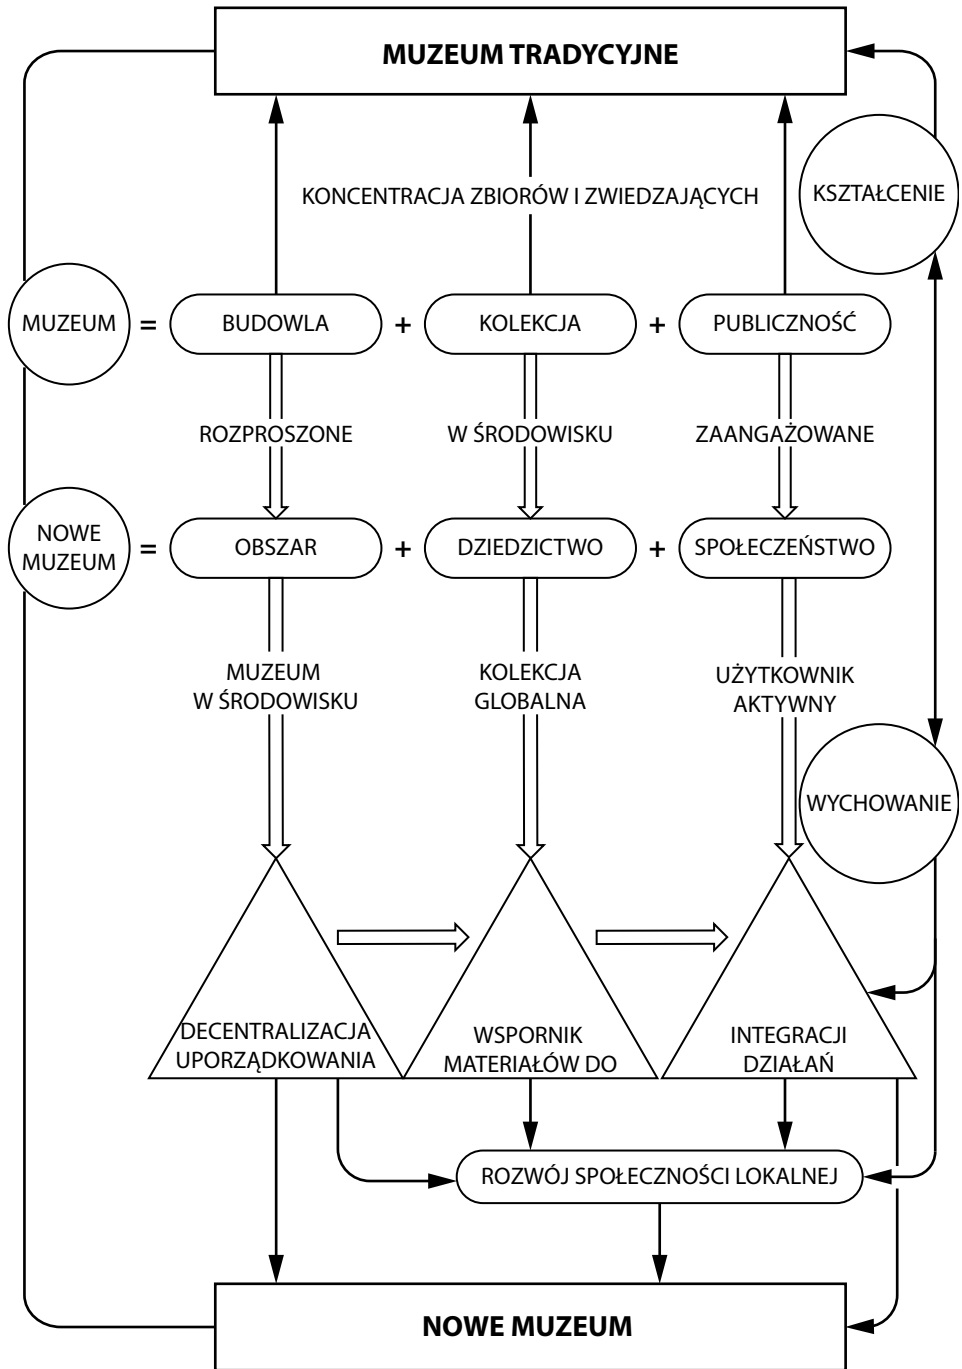 MUZEUM TRADYCYJNE
KONCENTRACJA ZBIORÓW I ZWIEDZAJĄCYCH
KSZTAŁCENIE
MUZEUM = BUDOWLA + KOLEKCJA + PUBLICZNOŚĆ
ROZPROSZONE
W ŚRODOWISKU
ZAANGAŻOWANE
NOWE
MUZEUM
= OBSZAR + DZIEDZICTWO + SPOŁECZEŃSTWO
MUZEUM
W ŚRODOWISKU
KOLEKCJA
GLOBALNA
UŻYTKOWNIK
AKTYWNY
WYCHOWANIE
DECENTRALIZACJA
UPORZĄDKOWANIA
WSPORNIK
MATERIAŁÓW DO
INTEGRACJI
DZIAŁAŃ
ROZWÓJ SPOŁECZNOŚCI LOKALNEJ
NOWE MUZEUM